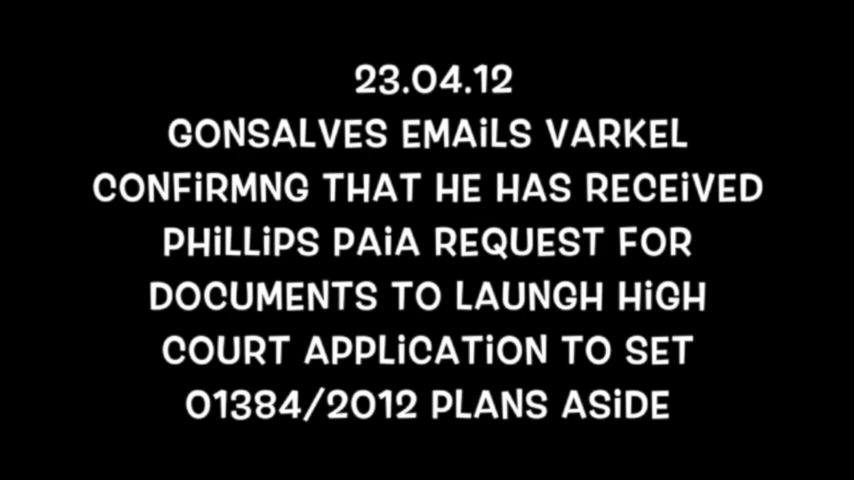 23.04.12
GONSALVES EMAiLS VARKEL
CONFiRMNG THAT HE HAS RECEiVED
PHiLLiPS PAiA REQUEST FOR
DOCUMENTS TO LAUNGH HiGH
COURT APPLiCATiON TO SET
01384/2012 PLANS ASiDE